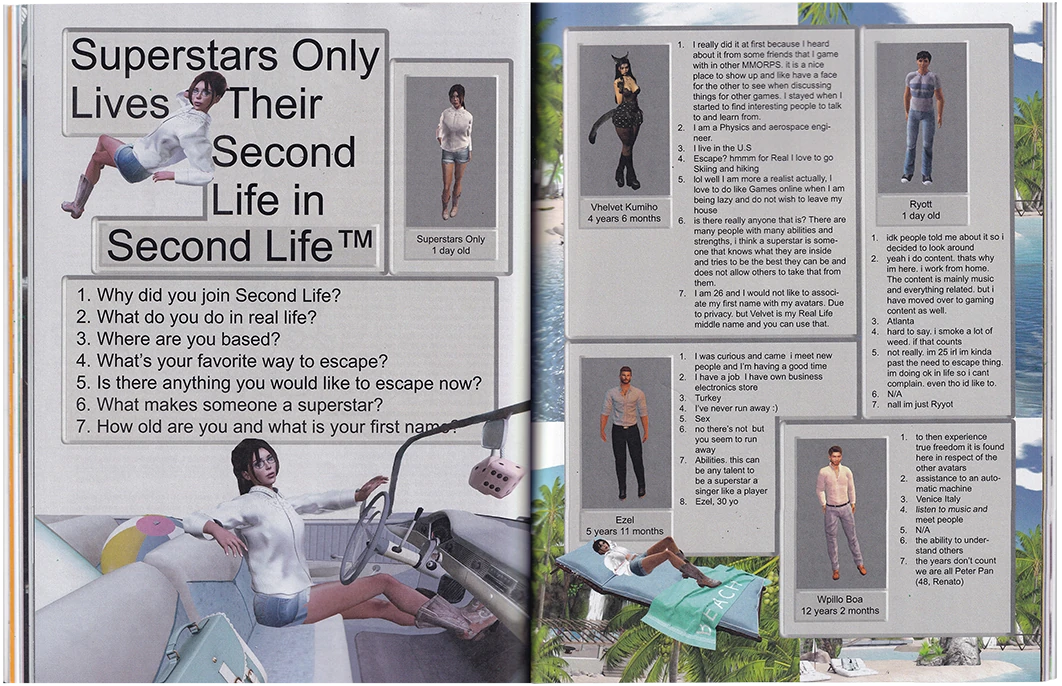 Superstars Only
Lives Their
Second
Life in
Second Life™
Superstars Only
1 day old
1. Why did you join Second Life?
2. What do you do in real life?
3. Where are you based?
4. What's your favorite way to escape?
5. Is there anything you would like to escape now?
6. What makes someone a superstar?
7. How old are you and what is your first name?
Vhelvet Kumiho
4 years 6 months
1. I really did it at first because I heard
about it from some friends that I game
with in other MMORPS. it is a nice
place to show up and like have a face
for the other to see when discussing
things for other games. I stayed when I
started to find interesting people to talk
to and learn from.
2. I am a Physics and aerospace engi-
neer.
3. I live in the U.S
4. Escape? hmmm for Real I love to go
Skiing and hiking
5. lol well I am more a realist actually, I
love to do like Games online when I am
being lazy and do not wish to leave my
house
6. is there really anyone that is? There are
many people with many abilities and
strengths, i think a superstar is some-
one that knows what they are inside
and tries to be the best they can be and
does not allow others to take that from
them.
7. I am 26 and I would not like to associ-
ate my first name with my avatars. Due
to privacy. but Velvet is my Real Life
middle name and you can use that.
Ryott
1 day old
1. idk people told me about it so i
decided to look around
2. yeah i do content. thats why
im here. i work from home.
The content is mainly music
and everything related. but i
have moved over to gaming
content as well.
3. Atlanta
4. hard to say. i smoke a lot of
weed. if that counts
5. not really. im 25 irl im kinda
past the need to escape thing.
im doing ok in life so i cant
complain. even tho id like to.
6. N/A
7. nall im just Ryyot
Ezel
5 years 11 months
1. I was curious and came i meet new
people and I'm having a good time
2. I have a job I have own business
electronics store
3. Turkey
4. I've never run away :)
5. Sex
6. no there's not but
you seem to run
away
7. Abilities. this can
be any talent to
be a superstar a
singer like a player
8. Ezel, 30 yo
Wpillo Boa
12 years 2 months
1. to then experience
true freedom it is found
here in respect of the
other avatars
2. assistance to an auto-
matic machine
3. Venice Italy
4. listen to music and
meet people
5. N/A
6. the ability to under-
stand others
7. the years don't count
we are all Peter Pan
(48, Renato)
BEACH